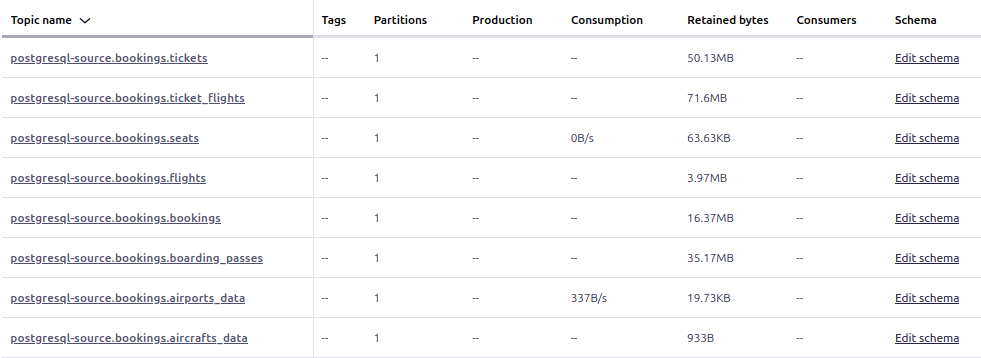 Topic name Tags Partitions Production Consumption Retained bytes Consumers Schema
postgresql-source.bookings.tickets -- 1 -- -- 50.13MB -- Edit schema
postgresql-source.bookings.ticket_flights -- 1 -- -- 71.6MB -- Edit schema
postgresql-source.bookings.seats -- 1 -- 0B/s 63.63KB -- Edit schema
postgresql-source.bookings.flights -- 1 -- -- 3.97MB -- Edit schema
postgresql-source.bookings.bookings -- 1 -- -- 16.37MB -- Edit schema
postgresql-source.bookings.boarding_passes -- 1 -- -- 35.17MB -- Edit schema
postgresql-source.bookings.airports_data -- 1 -- 337B/s 19.73KB -- Edit schema
postgresql-source.bookings.aircrafts_data -- 1 -- -- 933B -- Edit schema